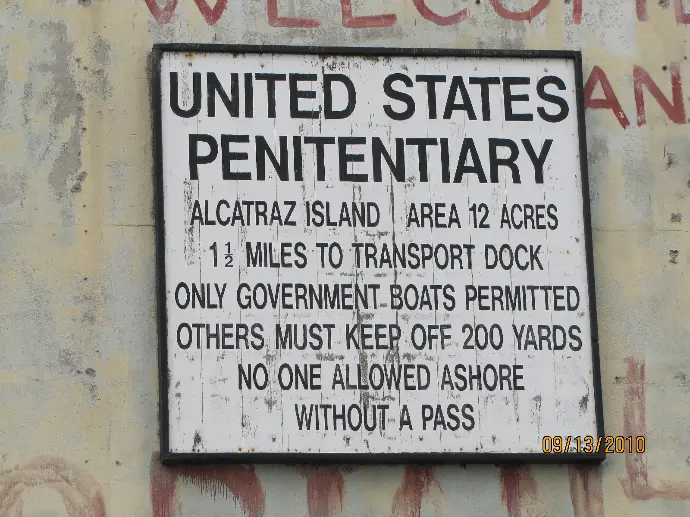 WELCOME
UNITED STATES
PENITENTIARY
ALCATRAZ ISLAND AREA 12 ACRES
1½ MILES TO TRANSPORT DOCK
ONLY GOVERNMENT BOATS PERMITTED
OTHERS MUST KEEP OFF 200 YARDS
NO ONE ALLOWED ASHORE
WITHOUT A PASS
09/13/2010